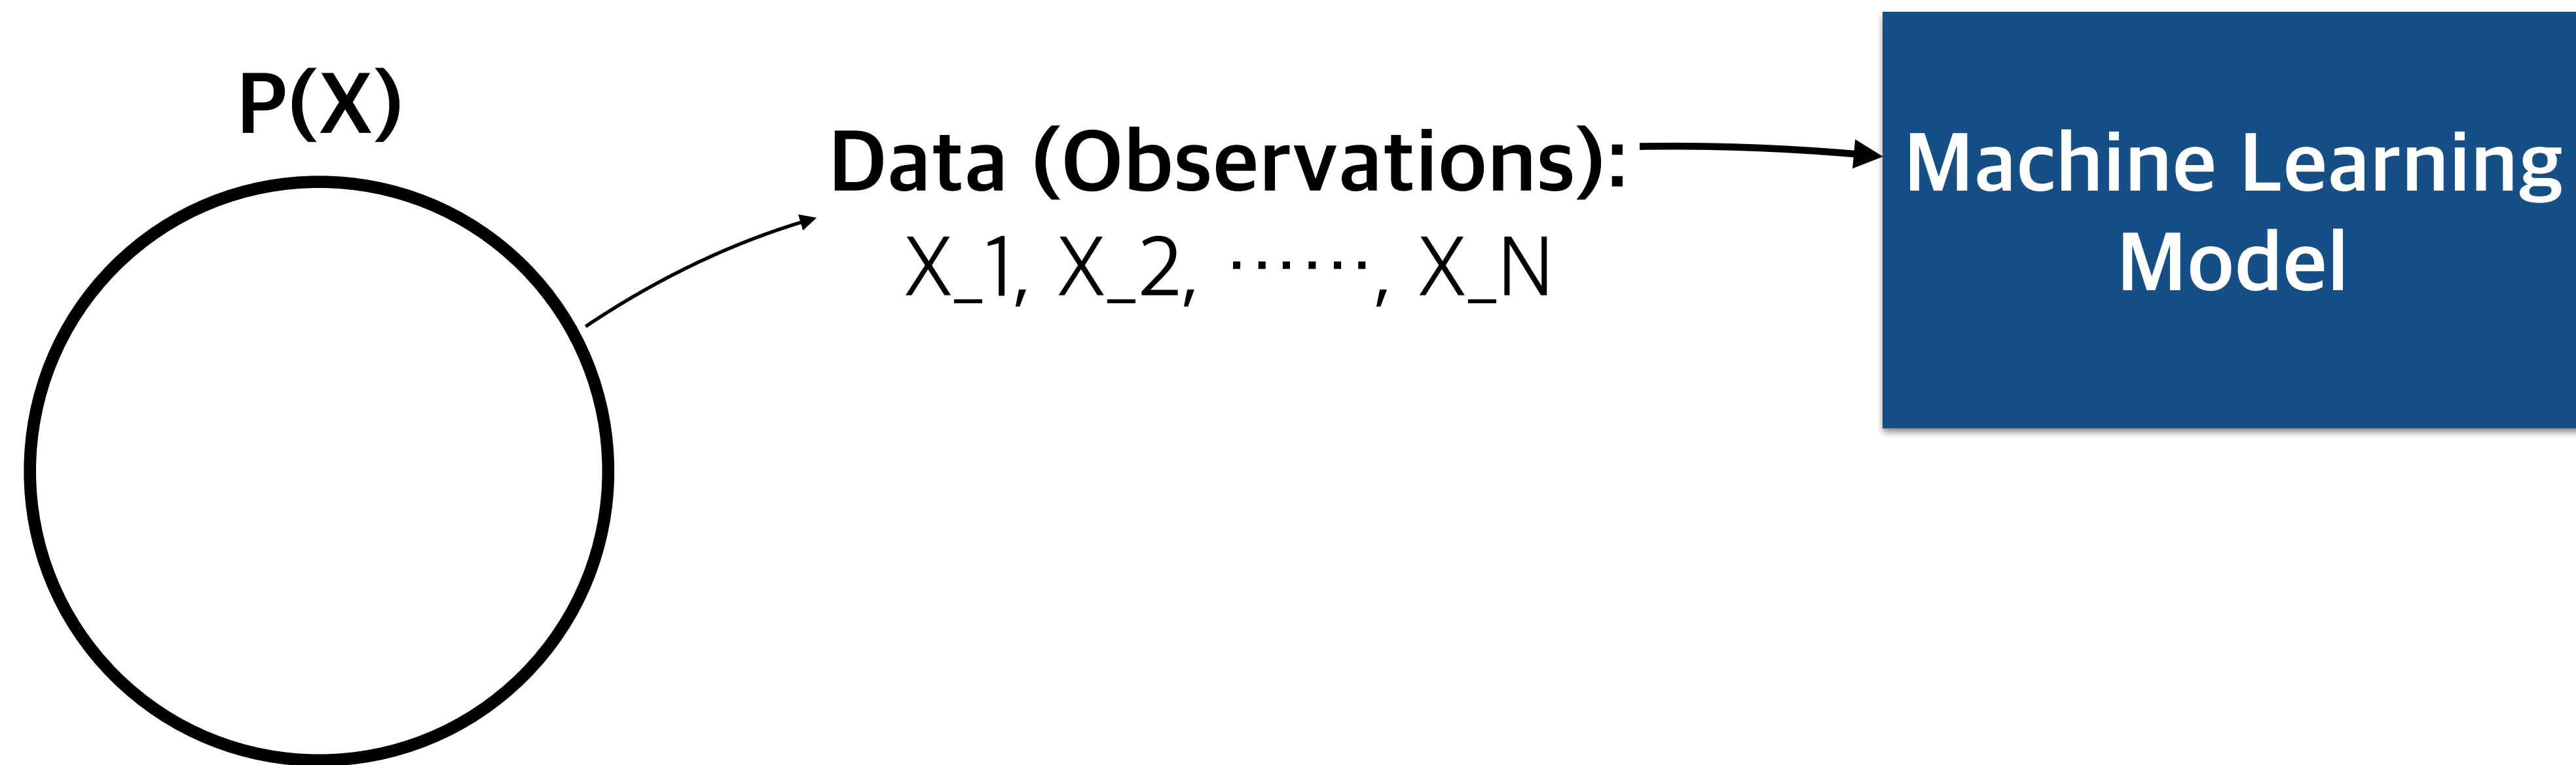 P(X)
Data (Observations):
X_1, X_2, ⋯⋯, X_N
Machine Learning
Model